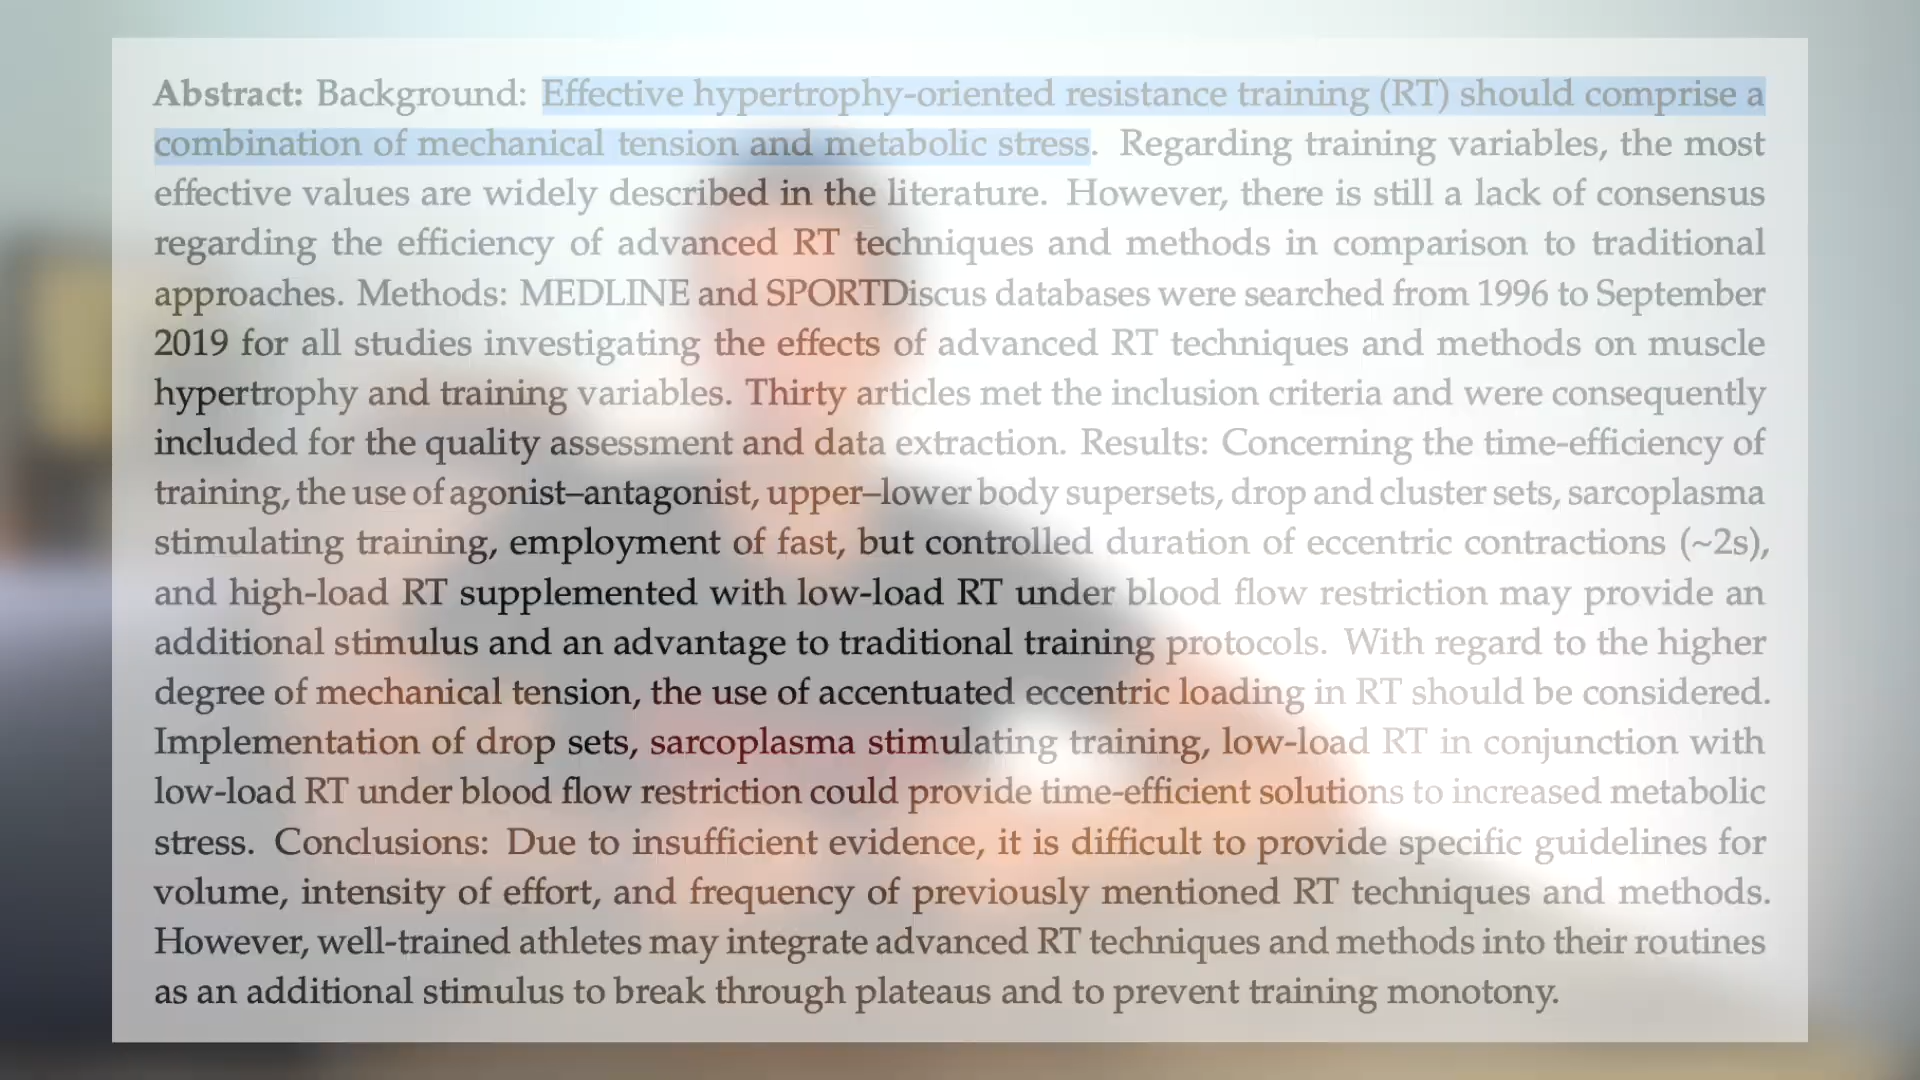 Abstract: Background: Effective hypertrophy-oriented resistance training (RT) should comprise a
combination of mechanical tension and metabolic stress. Regarding training variables, the most
effective values are widely described in the literature. However, there is still a lack of consensus
regarding the efficiency of advanced RT techniques and methods in comparison to traditional
approaches. Methods: MEDLINE and SPORTDiscus databases were searched from 1996 to September
2019 for all studies investigating the effects of advanced RT techniques and methods on muscle
hypertrophy and training variables. Thirty articles met the inclusion criteria and were consequently
included for the quality assessment and data extraction. Results: Concerning the time-efficiency of
training, the use of agonist–antagonist, upper–lower body supersets, drop and cluster sets, sarcoplasma
stimulating training, employment of fast, but controlled duration of eccentric contractions (~2s),
and high-load RT supplemented with low-load RT under blood flow restriction may provide an
additional stimulus and an advantage to traditional training protocols. With regard to the higher
degree of mechanical tension, the use of accentuated eccentric loading in RT should be considered.
Implementation of drop sets, sarcoplasma stimulating training, low-load RT in conjunction with
low-load RT under blood flow restriction could provide time-efficient solutions to increased metabolic
stress. Conclusions: Due to insufficient evidence, it is difficult to provide specific guidelines for
volume, intensity of effort, and frequency of previously mentioned RT techniques and methods.
However, well-trained athletes may integrate advanced RT techniques and methods into their routines
as an additional stimulus to break through plateaus and to prevent training monotony.